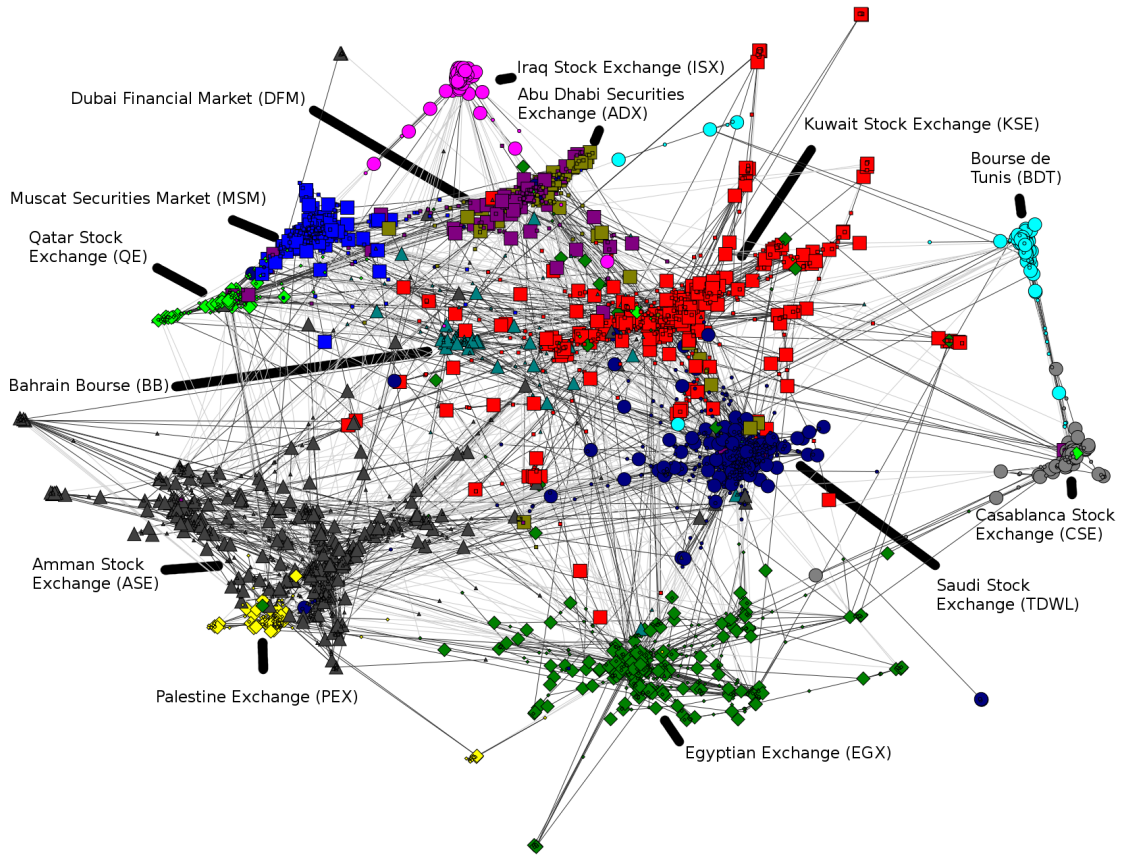 Iraq Stock Exchange (ISX)
Dubai Financial Market (DFM)
Abu Dhabi Securities
Exchange (ADX)
Kuwait Stock Exchange (KSE)
Bourse de
Tunis (BDT)
Muscat Securities Market (MSM)
Qatar Stock
Exchange (QE)
Bahrain Bourse (BB)
Casablanca Stock
Exchange (CSE)
Amman Stock
Exchange (ASE)
Saudi Stock
Exchange (TDWL)
Palestine Exchange (PEX)
Egyptian Exchange (EGX)